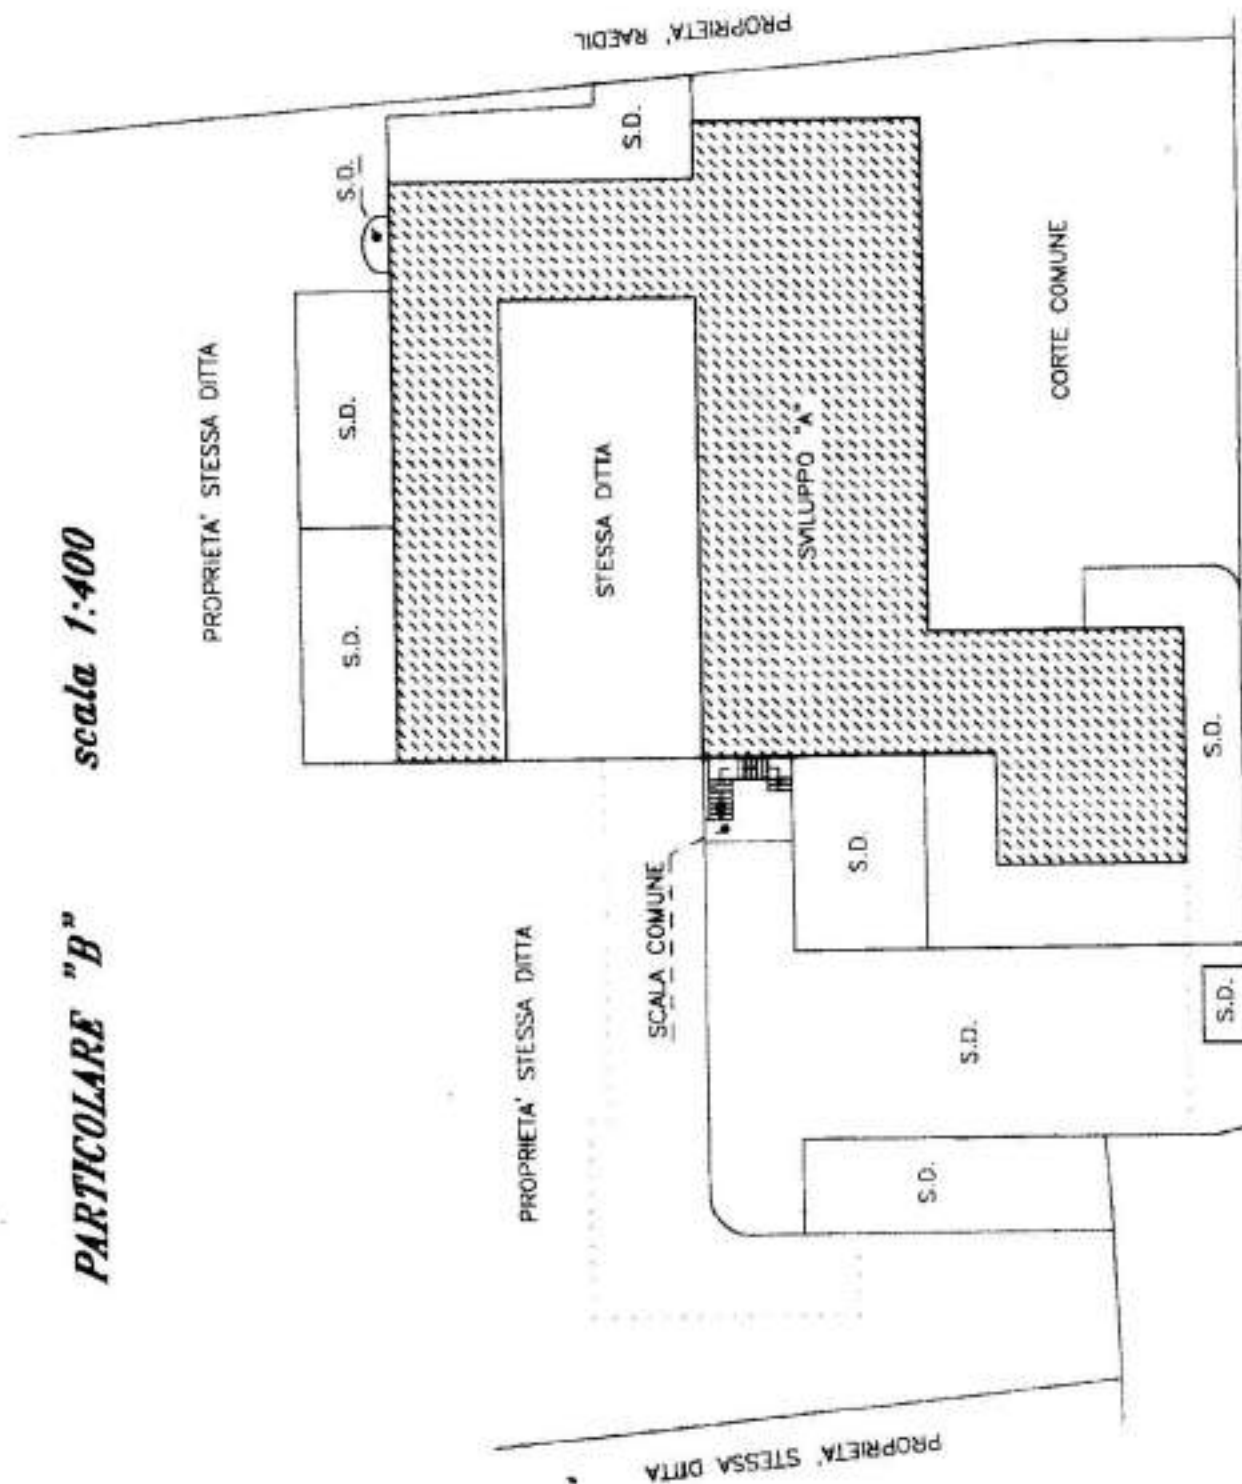 PARTICOLARE "B" scala 1:400
PROPRIETA' STESSA DITTA
PROPRIETA' RAEDIL
S.D.
S.D.
S.D.
S.D.
STESSA DITTA
SVILUPPO "A"
CORTE COMUNE
PROPRIETA' STESSA DITTA
SCALA COMUNE
S.D.
S.D.
S.D.
S.D.
S.D.
PROPRIETA' STESSA DITTA